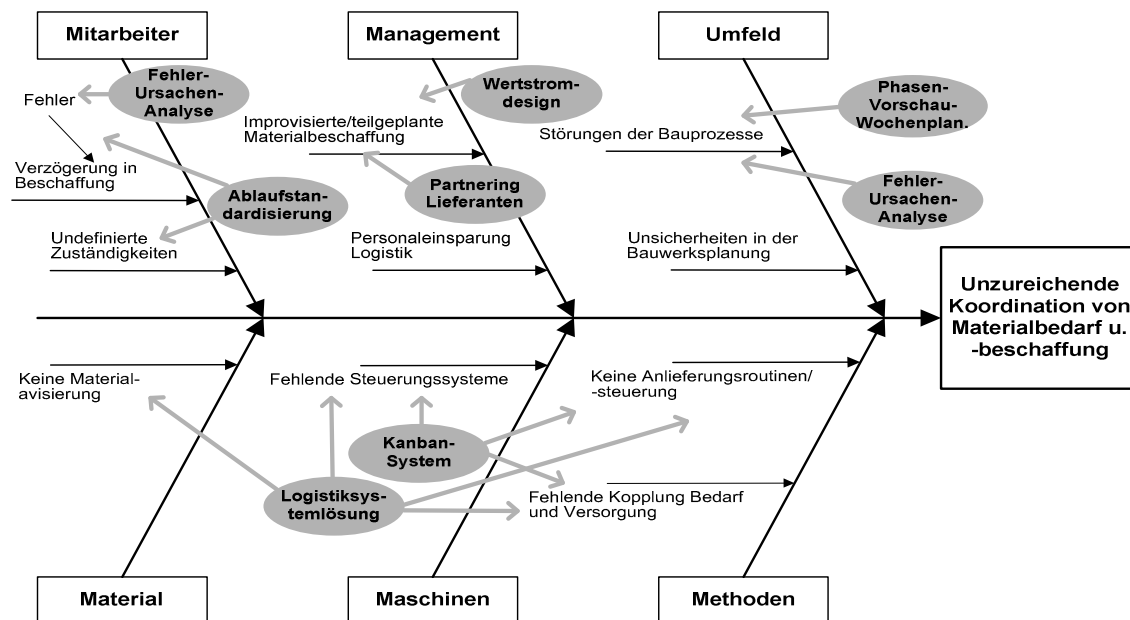 Mitarbeiter
Management
Umfeld
Fehler-
Ursachen-
Analyse
Fehler
Verzögerung in
Beschaffung
Ablaufstan-
dardisierung
Undefinierte
Zuständigkeiten
Wertstrom-
design
Improvisierte/teilgeplante
Materialbeschaffung
Partnering
Lieferanten
Personaleinsparung
Logistik
Phasen-
Vorschau-
Wochenplan.
Störungen der Bauprozesse
Fehler-
Ursachen-
Analyse
Unsicherheiten in der
Bauwerksplanung
Unzureichende
Koordination von
Materialbedarf u.
-beschaffung
Keine Material-
avisierung
Fehlende Steuerungssysteme
Keine Anlieferungsroutinen/
-steuerung
Kanban-
System
Logistiksys-
temlösung
Fehlende Kopplung Bedarf
und Versorgung
Material
Maschinen
Methoden